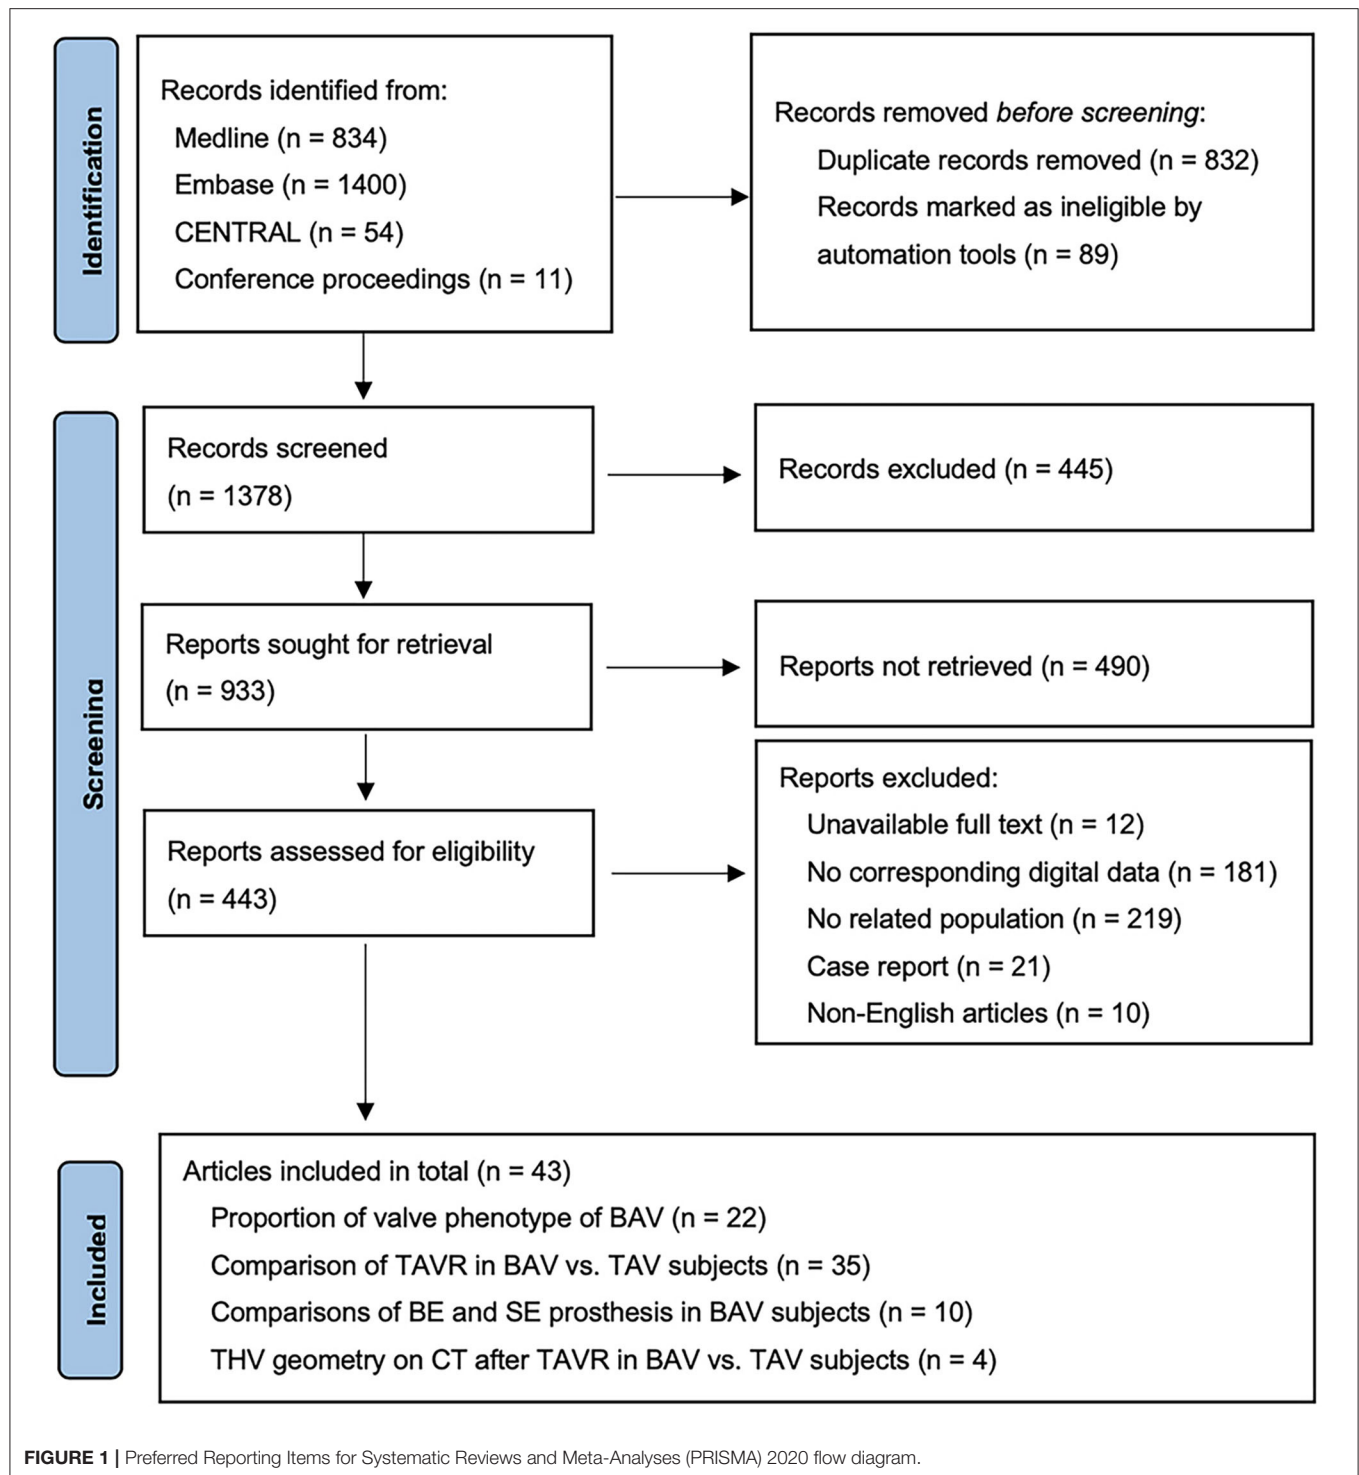 Identification
Records identified from:
Medline (n = 834)
Embase (n = 1400)
CENTRAL (n = 54)
Conference proceedings (n = 11)
Records removed before screening:
Duplicate records removed (n = 832)
Records marked as ineligible by
automation tools (n = 89)
Screening
Records screened
(n = 1378)
Records excluded (n = 445)
Reports sought for retrieval
(n = 933)
Reports not retrieved (n = 490)
Reports assessed for eligibility
(n = 443)
Reports excluded:
Unavailable full text (n = 12)
No corresponding digital data (n = 181)
No related population (n = 219)
Case report (n = 21)
Non-English articles (n = 10)
Included
Articles included in total (n = 43)
Proportion of valve phenotype of BAV (n = 22)
Comparison of TAVR in BAV vs. TAV subjects (n = 35)
Comparisons of BE and SE prosthesis in BAV subjects (n = 10)
THV geometry on CT after TAVR in BAV vs. TAV subjects (n = 4)
FIGURE 1 | Preferred Reporting Items for Systematic Reviews and Meta-Analyses (PRISMA) 2020 flow diagram.